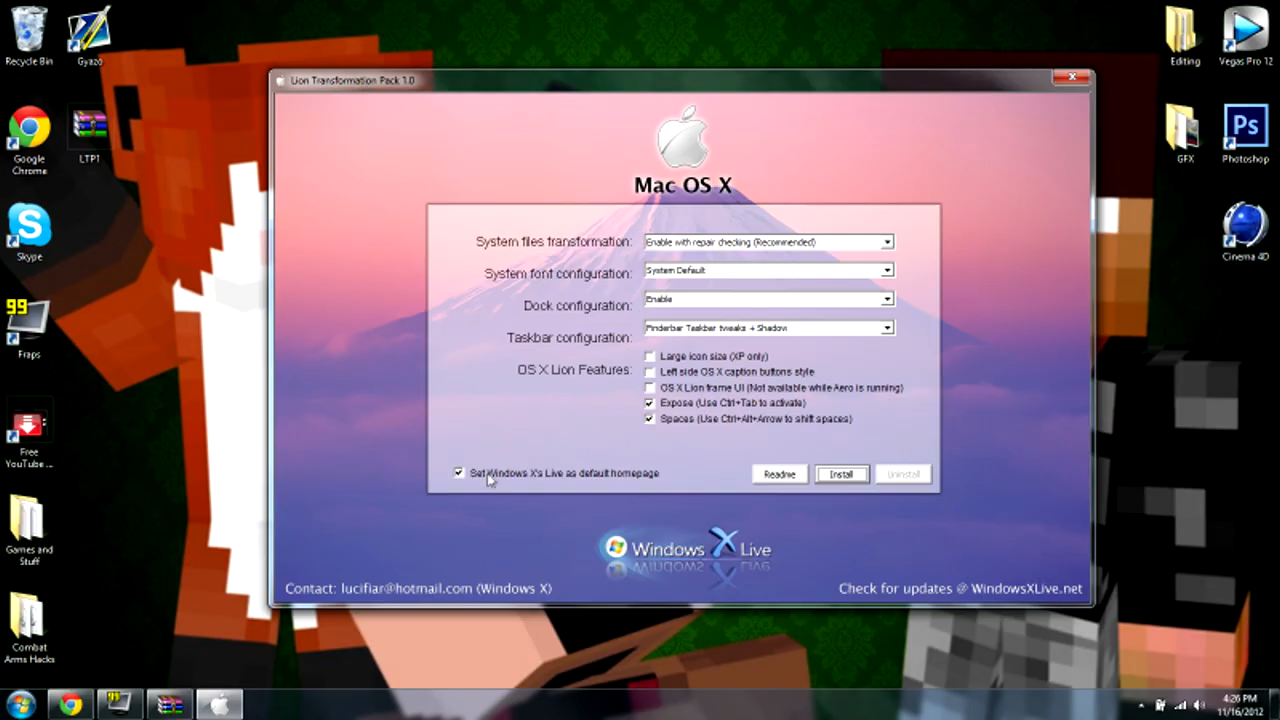 Recycle Bin
Gyazo
Google
Chrome
LTP1
Skype
99
Fraps
Free
YouTube ...
Games and
Stuff
Combat
Arms Hacks
Editing
Vegas Pro 12
GFX
Ps
Photoshop
Cinema 4D
Lion Transformation Pack 1.0
Mac OS X
System files transformation:
Enable with repair checking (Recommended)
System font configuration:
System Default
Dock configuration:
Enable
Taskbar configuration:
Finderbar Taskbar tweaks + Shadow
OS X Lion Features:
Large icon size (XP only)
Left side OS X caption buttons style
OS X Lion frame UI (Not available while Aero is running)
Expose (Use Ctrl+Tab to activate)
Spaces (Use Ctrl+Alt+Arrow to shift spaces)
Set Windows X's Live as default homepage
Readme
Install
Uninstall
Windows X Live
Contact: lucifiar@hotmail.com (Windows X)
Check for updates @ WindowsXLive.net
99
4:26 PM
11/16/2012